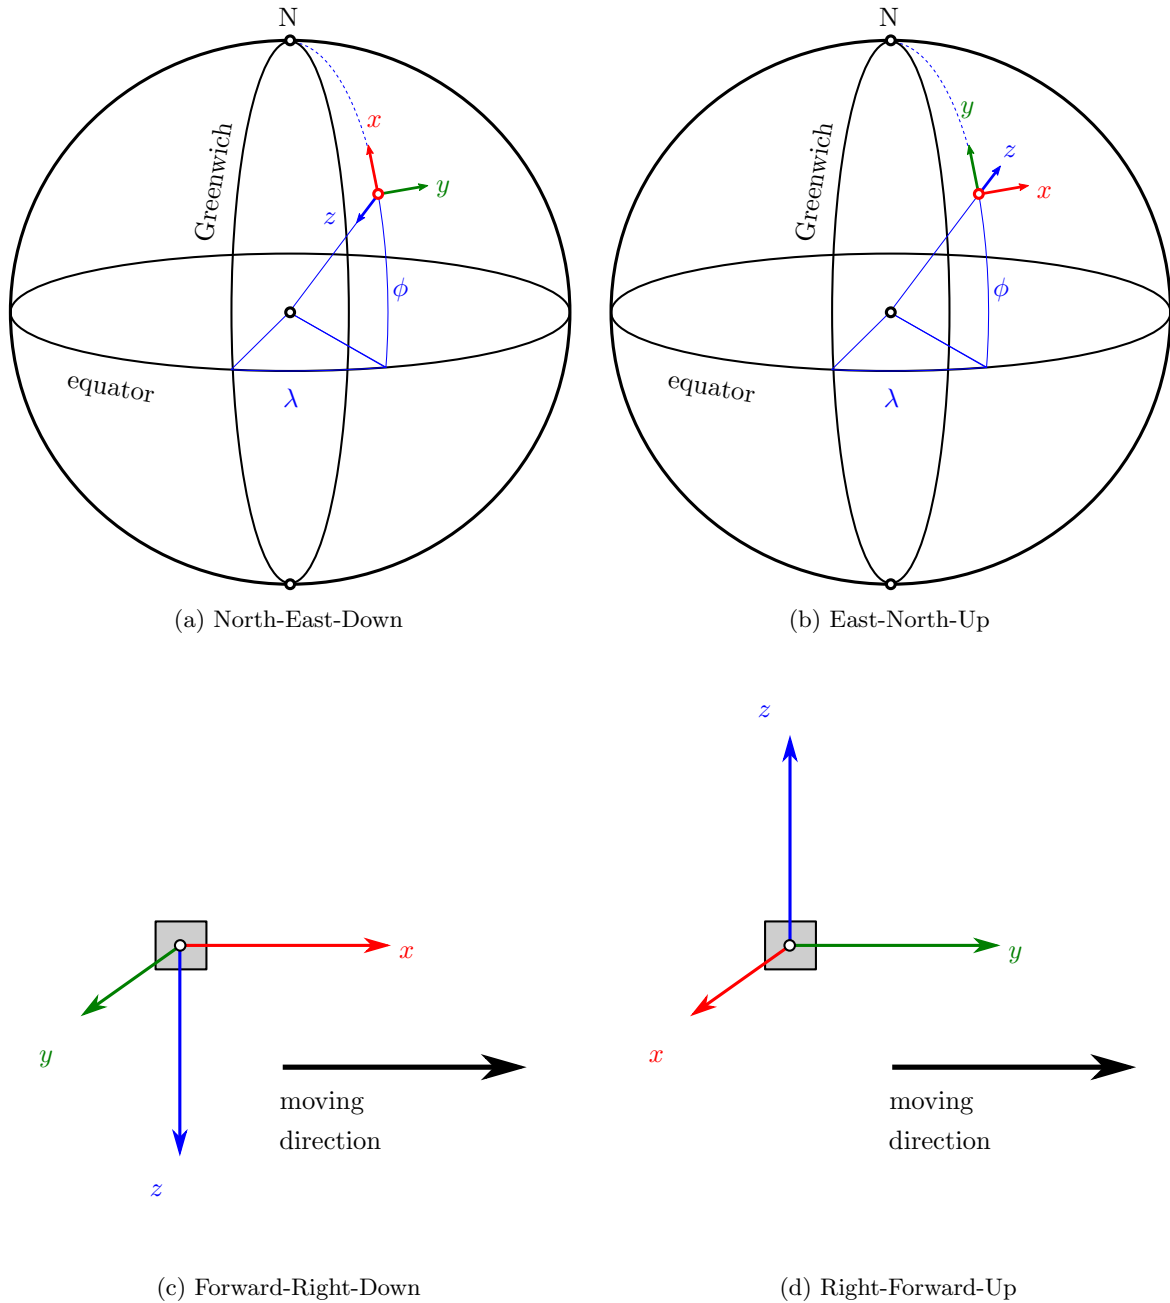 N
Greenwich
x
y
z
ϕ
equator
λ
(a) North-East-Down
N
Greenwich
y
z
x
ϕ
equator
λ
(b) East-North-Up
x
y
moving
direction
z
(c) Forward-Right-Down
z
y
x
moving
direction
(d) Right-Forward-Up